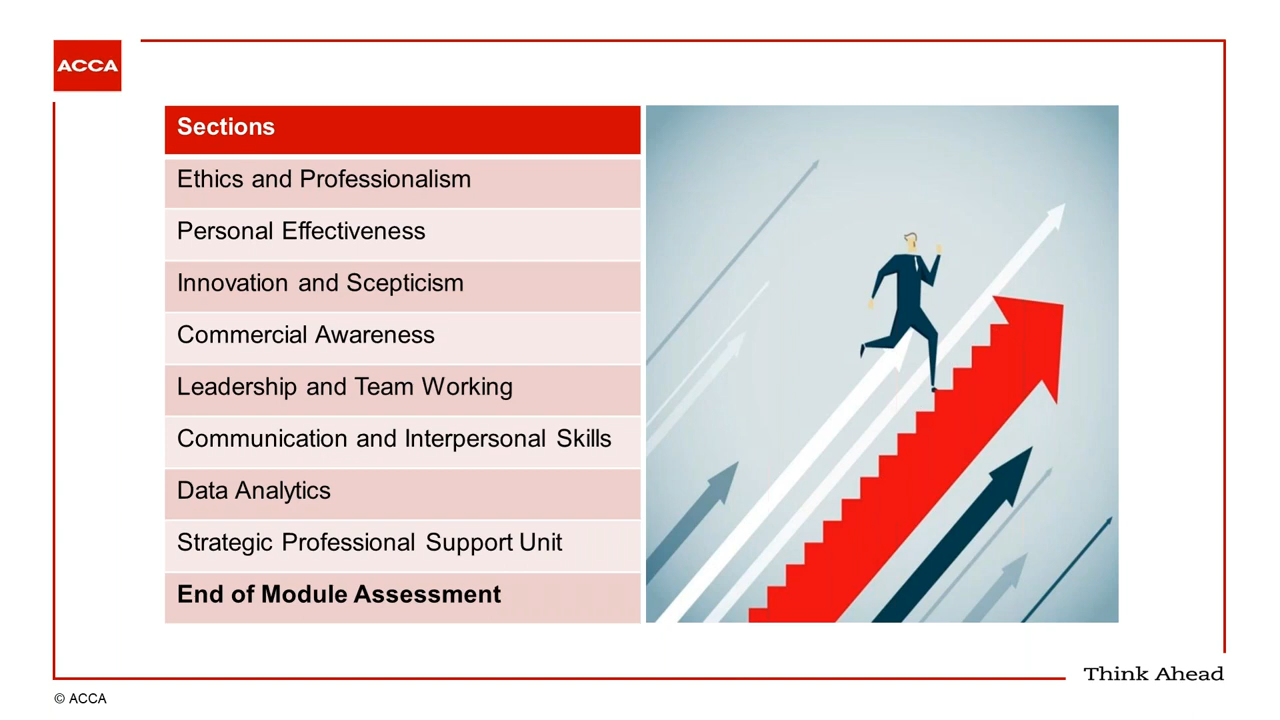 ACCA
Sections
Ethics and Professionalism
Personal Effectiveness
Innovation and Scepticism
Commercial Awareness
Leadership and Team Working
Communication and Interpersonal Skills
Data Analytics
Strategic Professional Support Unit
End of Module Assessment
Think Ahead
© ACCA